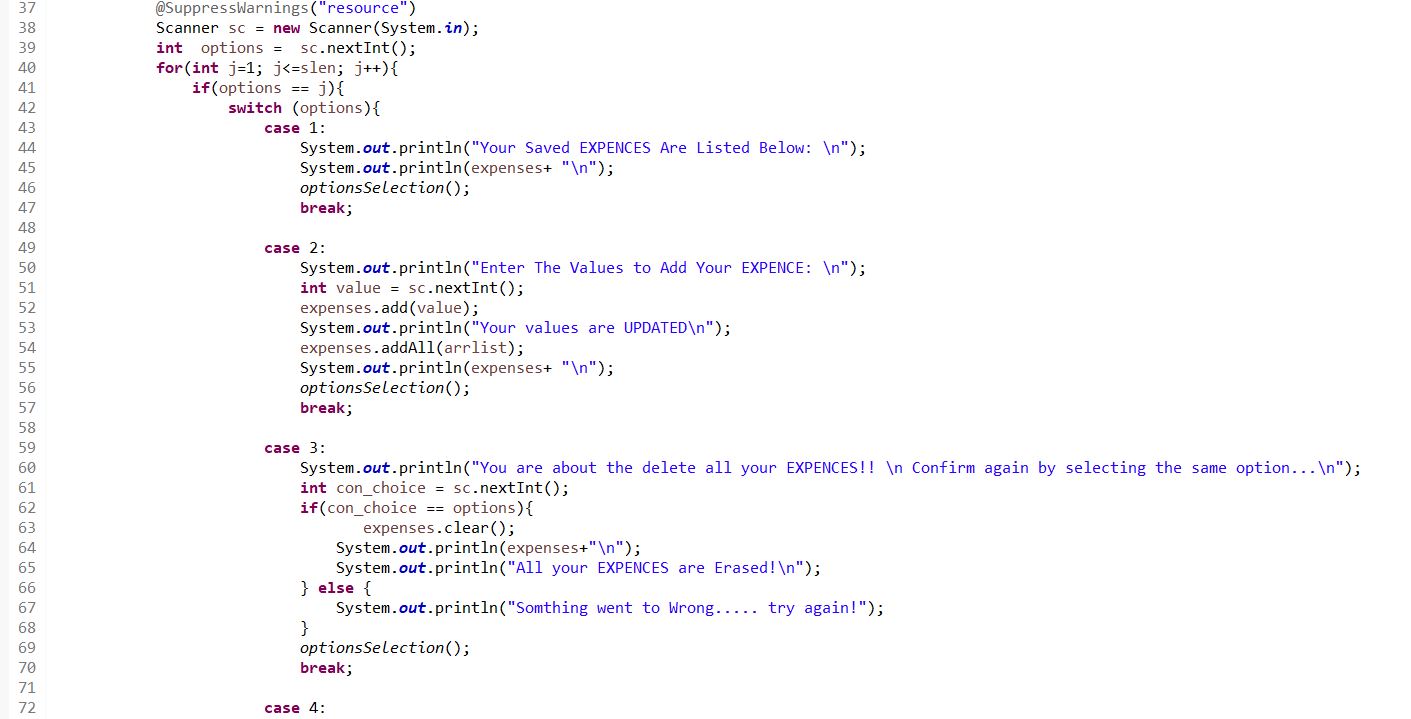 37 @SuppressWarnings("resource")
38 Scanner sc = new Scanner(System.in);
39 int  options =  sc.nextInt();
40 for(int j=1; j<=slen; j++){
41 if(options == j){
42 switch (options){
43 case 1:
44 System.out.println("Your Saved EXPENCES Are Listed Below: \n");
45 System.out.println(expenses+ "\n");
46 optionsSelection();
47 break;
48
49 case 2:
50 System.out.println("Enter The Values to Add Your EXPENCE: \n");
51 int value = sc.nextInt();
52 expenses.add(value);
53 System.out.println("Your values are UPDATED\n");
54 expenses.addAll(arrlist);
55 System.out.println(expenses+ "\n");
56 optionsSelection();
57 break;
58
59 case 3:
60 System.out.println("You are about the delete all your EXPENCES!! \n Confirm again by selecting the same option...\n");
61 int con_choice = sc.nextInt();
62 if(con_choice == options){
63 expenses.clear();
64 System.out.println(expenses+"\n");
65 System.out.println("All your EXPENCES are Erased!\n");
66 } else {
67 System.out.println("Somthing went to Wrong..... try again!");
68 }
69 optionsSelection();
70 break;
71
72 case 4: